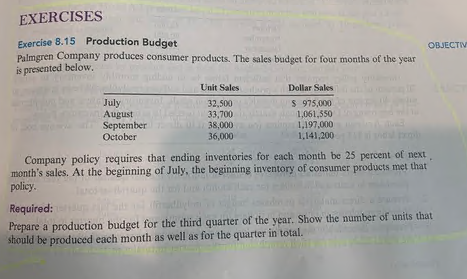 EXERCISES
OBJECTIV
Exercise 8.15 Production Budget
Palmgren Company produces consumer products. The sales budget for four months of the year
is presented below.
Unit Sales Dollar Sales
July 32,500 $ 975,000
August 33,700 1,061,550
September 38,000 1,197,000
October 36,000 1,141,200
Company policy requires that ending inventories for each month be 25 percent of next
month's sales. At the beginning of July, the beginning inventory of consumer products met that
policy.
Required:
Prepare a production budget for the third quarter of the year. Show the number of units that
should be produced each month as well as for the quarter in total.